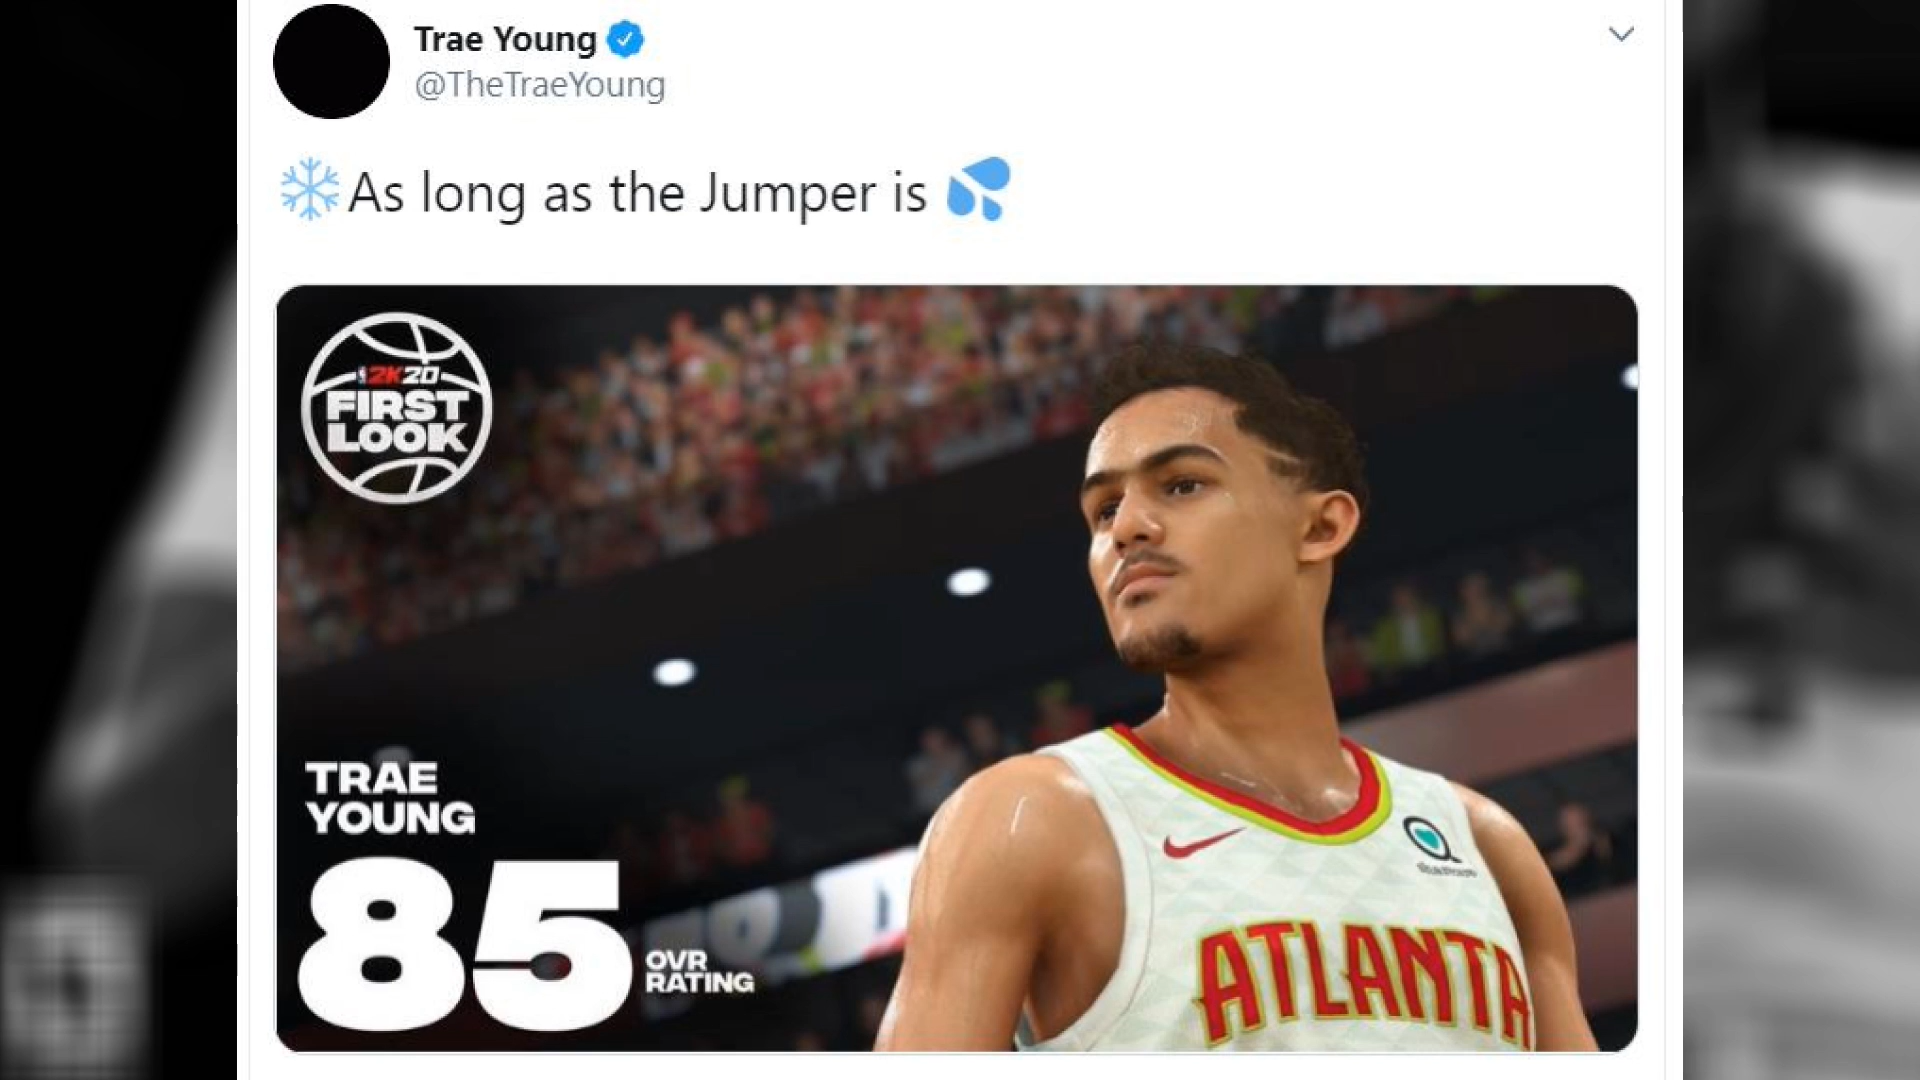 Trae Young
@TheTraeYoung
❄️As long as the Jumper is 💦
2K20
FIRST
LOOK
TRAE
YOUNG
85
OVR
RATING
ATLANTA